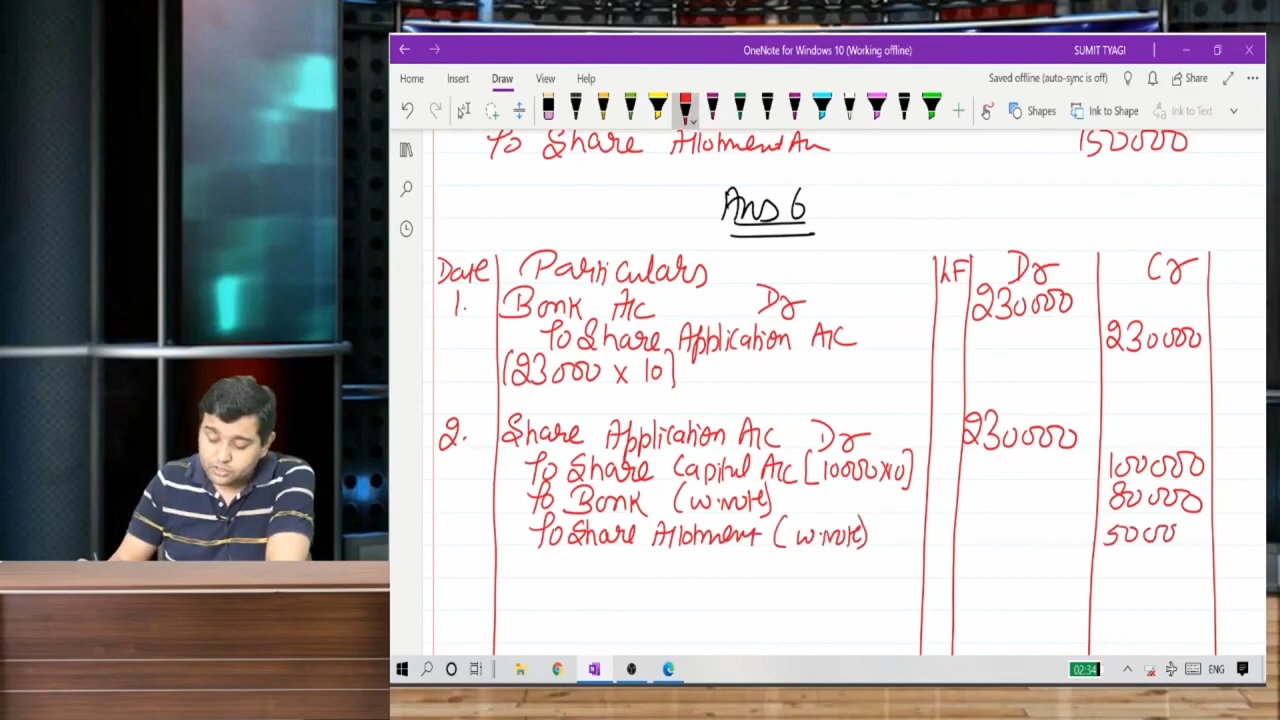 OneNote for Windows 10 (Working offline)
SUMIT TYAGI
Home Insert Draw View Help
Saved offline (auto-sync is off)
Share
Shapes
Ink to Shape
Ink to Text
To Share Allotment A/c 150000
Ans 6
Date Particulars LF Dr Cr
1. Bank A/c Dr 230000
To Share Application A/C 230000
[23000 x 10]
2. Share Application A/c Dr 230000
To Share Capital A/c [10000x10] 100000
To Bank (w.note) 80000
To Share Allotment (w.note) 5000
02:34
ENG